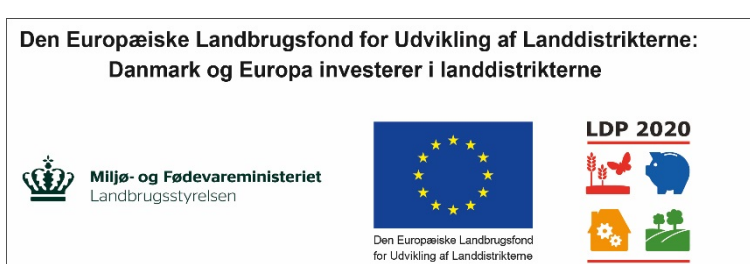 Den Europæiske Landbrugsfond for Udvikling af Landdistrikterne:
Danmark og Europa investerer i landdistrikterne
LDP 2020
Miljø- og Fødevareministeriet
Landbrugsstyrelsen
Den Europæiske Landbrugsfond
for Udvikling af Landdistrikterne